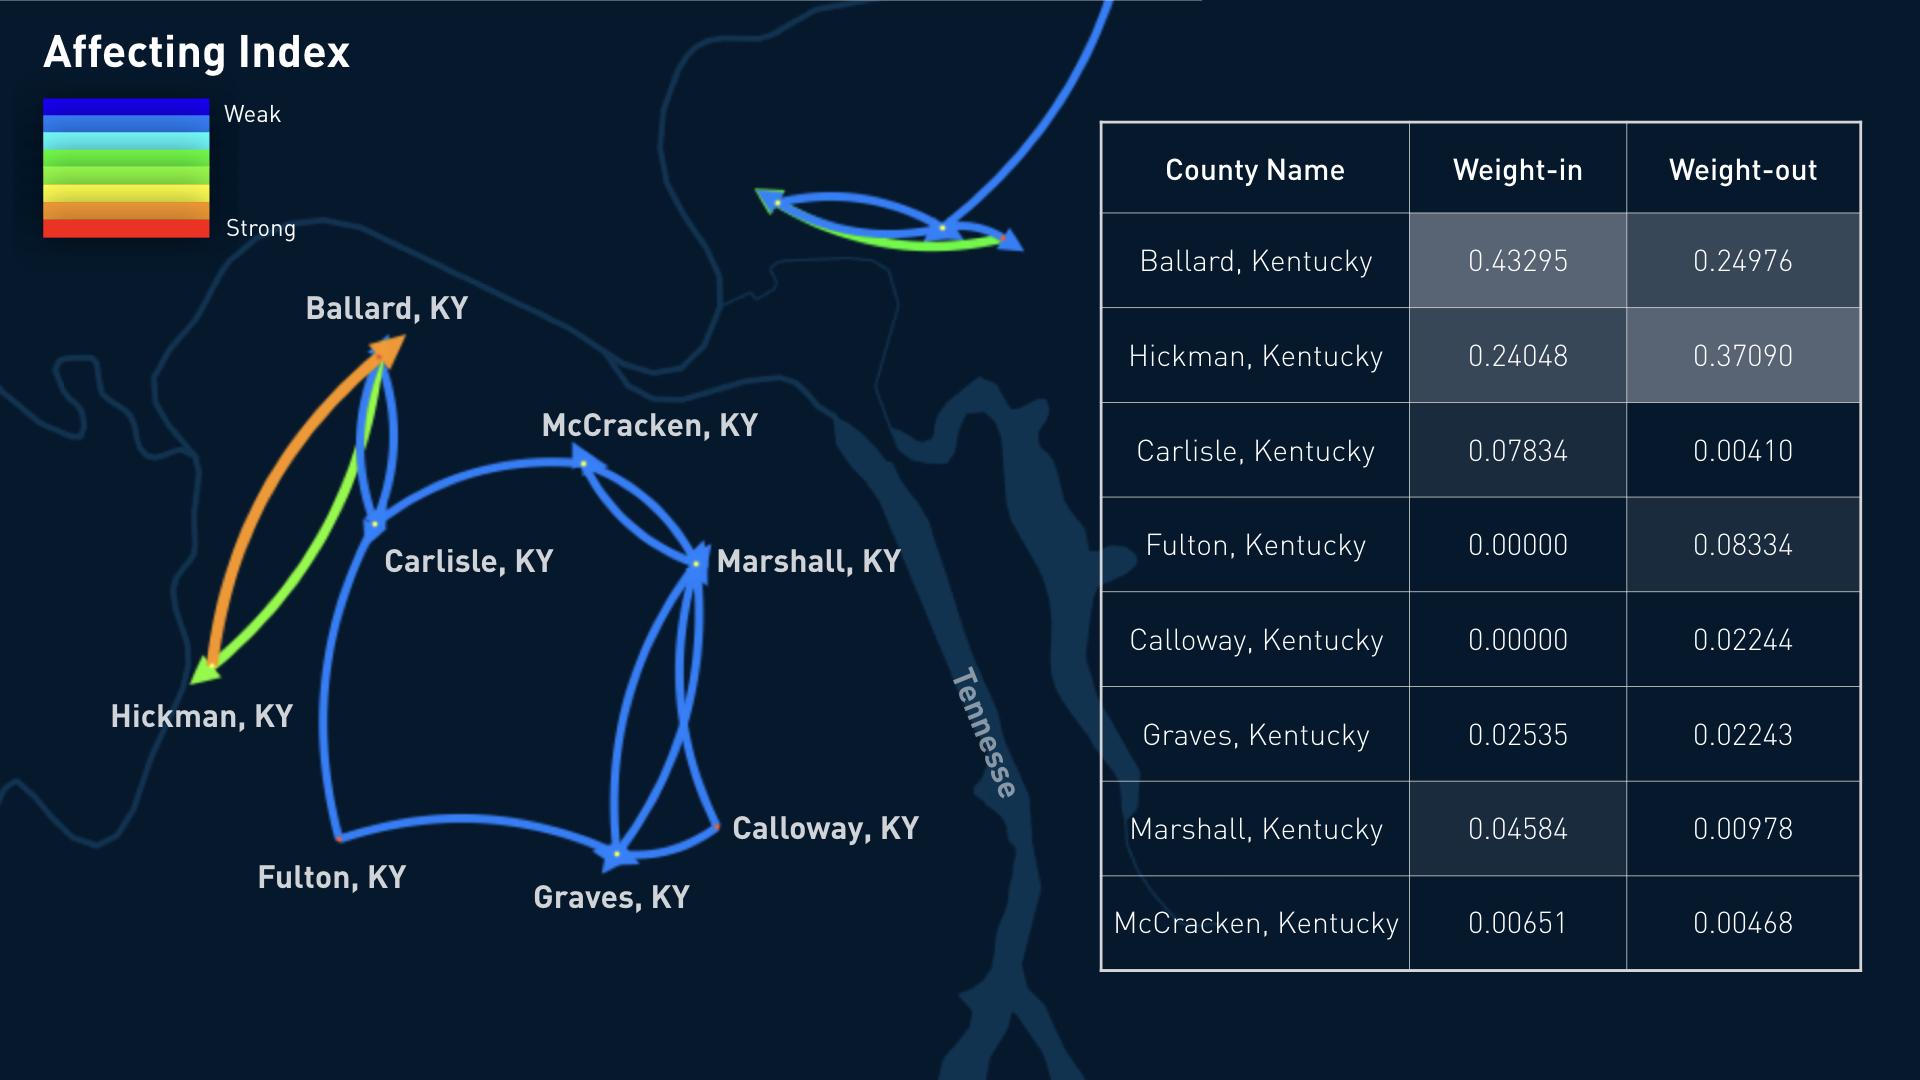 Affecting Index
Weak
Strong
Ballard, KY
McCracken, KY
Carlisle, KY
Marshall, KY
Hickman, KY
Calloway, KY
Fulton, KY
Graves, KY
Tennesse
County Name Weight-in Weight-out
Ballard, Kentucky 0.43295 0.24976
Hickman, Kentucky 0.24048 0.37090
Carlisle, Kentucky 0.07834 0.00410
Fulton, Kentucky 0.00000 0.08334
Calloway, Kentucky 0.00000 0.02244
Graves, Kentucky 0.02535 0.02243
Marshall, Kentucky 0.04584 0.00978
McCracken, Kentucky 0.00651 0.00468